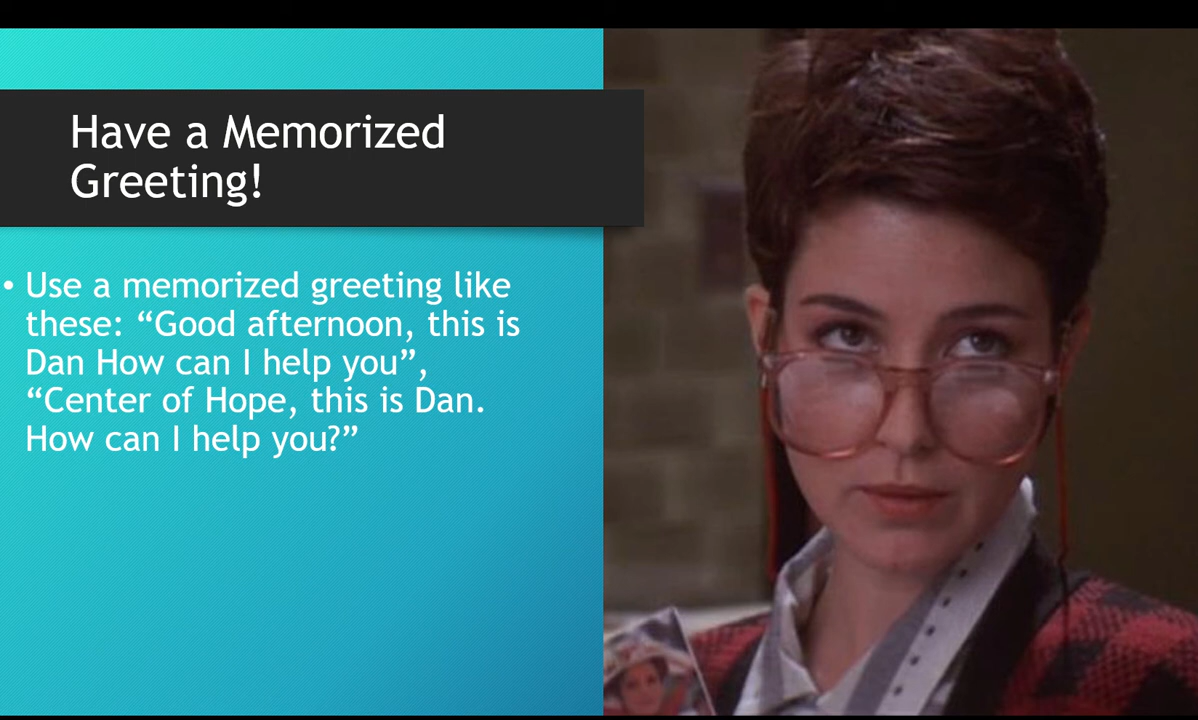 Have a Memorized
Greeting!
• Use a memorized greeting like
these: “Good afternoon, this is
Dan How can I help you”,
“Center of Hope, this is Dan.
How can I help you?”